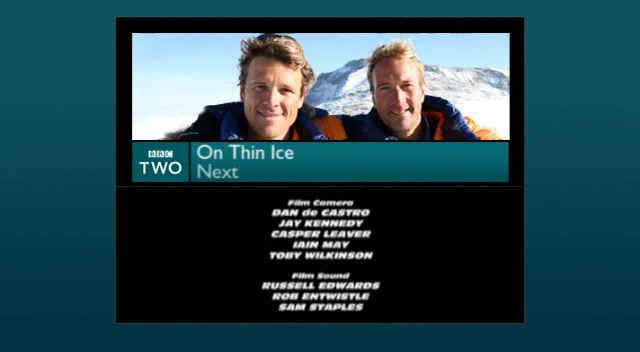 BBC
TWO
On Thin Ice
Next
Film Camera
DAN de CASTRO
JAY KENNEDY
CASPER LEAVER
IAIN MAY
TOBY WILKINSON
Film Sound
RUSSELL EDWARDS
ROB ENTWISTLE
SAM STAPLES